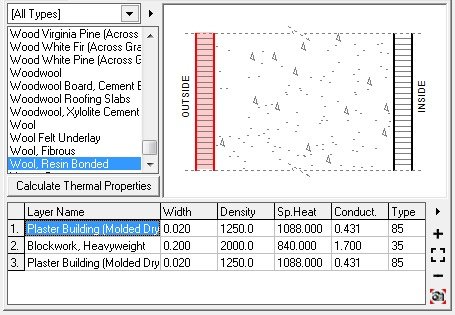 [All Types]
Wood Virginia Pine (Across
Wood White Fir (Across Gra
Wood White Pine (Across G
Woodwool
Woodwool Board, Cement B
Woodwool Roofing Slabs
Woodwool, Xylolite Cement
Wool
Wool Felt Underlay
Wool, Fibrous
Wool, Resin Bonded
Calculate Thermal Properties
OUTSIDE
INSIDE
Layer Name Width Density Sp.Heat Conduct. Type
1. Plaster Building (Molded Dry 0.020 1250.0 1088.000 0.431 85
2. Blockwork, Heavyweight 0.200 2000.0 840.000 1.700 35
3. Plaster Building (Molded Dry 0.020 1250.0 1088.000 0.431 85